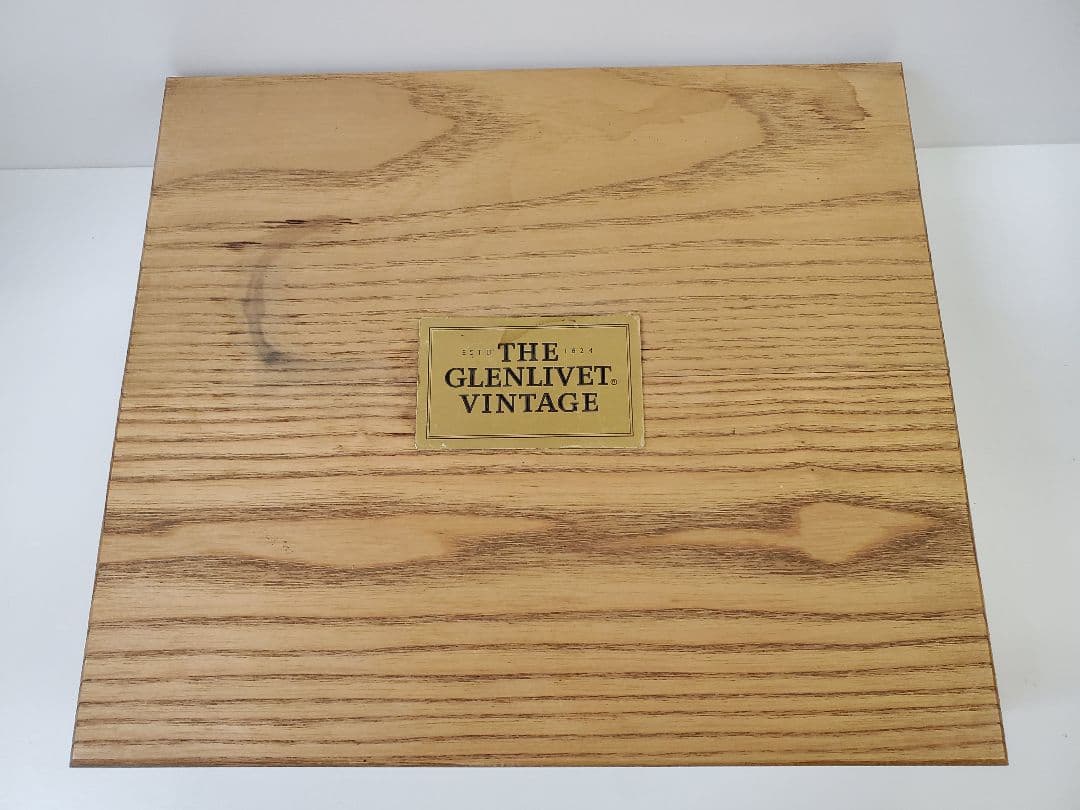 ESTD 1824
THE
GLENLIVET®
VINTAGE